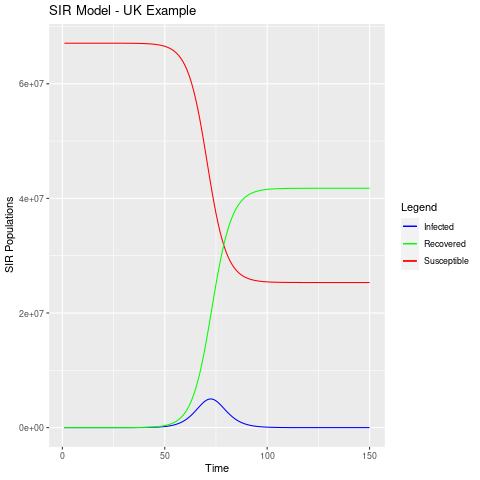 SIR Model - UK Example
SIR Populations
6e+07
4e+07
2e+07
0e+00
0
50
100
150
Time
Legend
Infected
Recovered
Susceptible